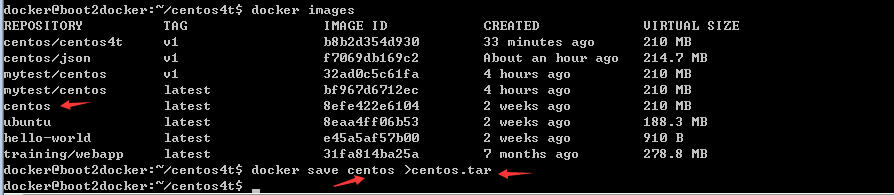 docker@boot2docker:~/centos4t$ docker images
REPOSITORY TAG IMAGE ID CREATED VIRTUAL SIZE
centos/centos4t v1 b8b2d354d930 33 minutes ago 210 MB
centos/json v1 f7069db169c2 About an hour ago 214.7 MB
mytest/centos v1 32ad0c5c61fa 4 hours ago 210 MB
mytest/centos latest bf967d6712ec 4 hours ago 210 MB
centos latest 8efe422e6104 2 weeks ago 210 MB
ubuntu latest 8eaa4ff06b53 2 weeks ago 188.3 MB
hello-world latest e45a5af57b00 2 weeks ago 910 B
training/webapp latest 31fa814ba25a 7 months ago 278.8 MB
docker@boot2docker:~/centos4t$ docker save centos >centos.tar
docker@boot2docker:~/centos4t$